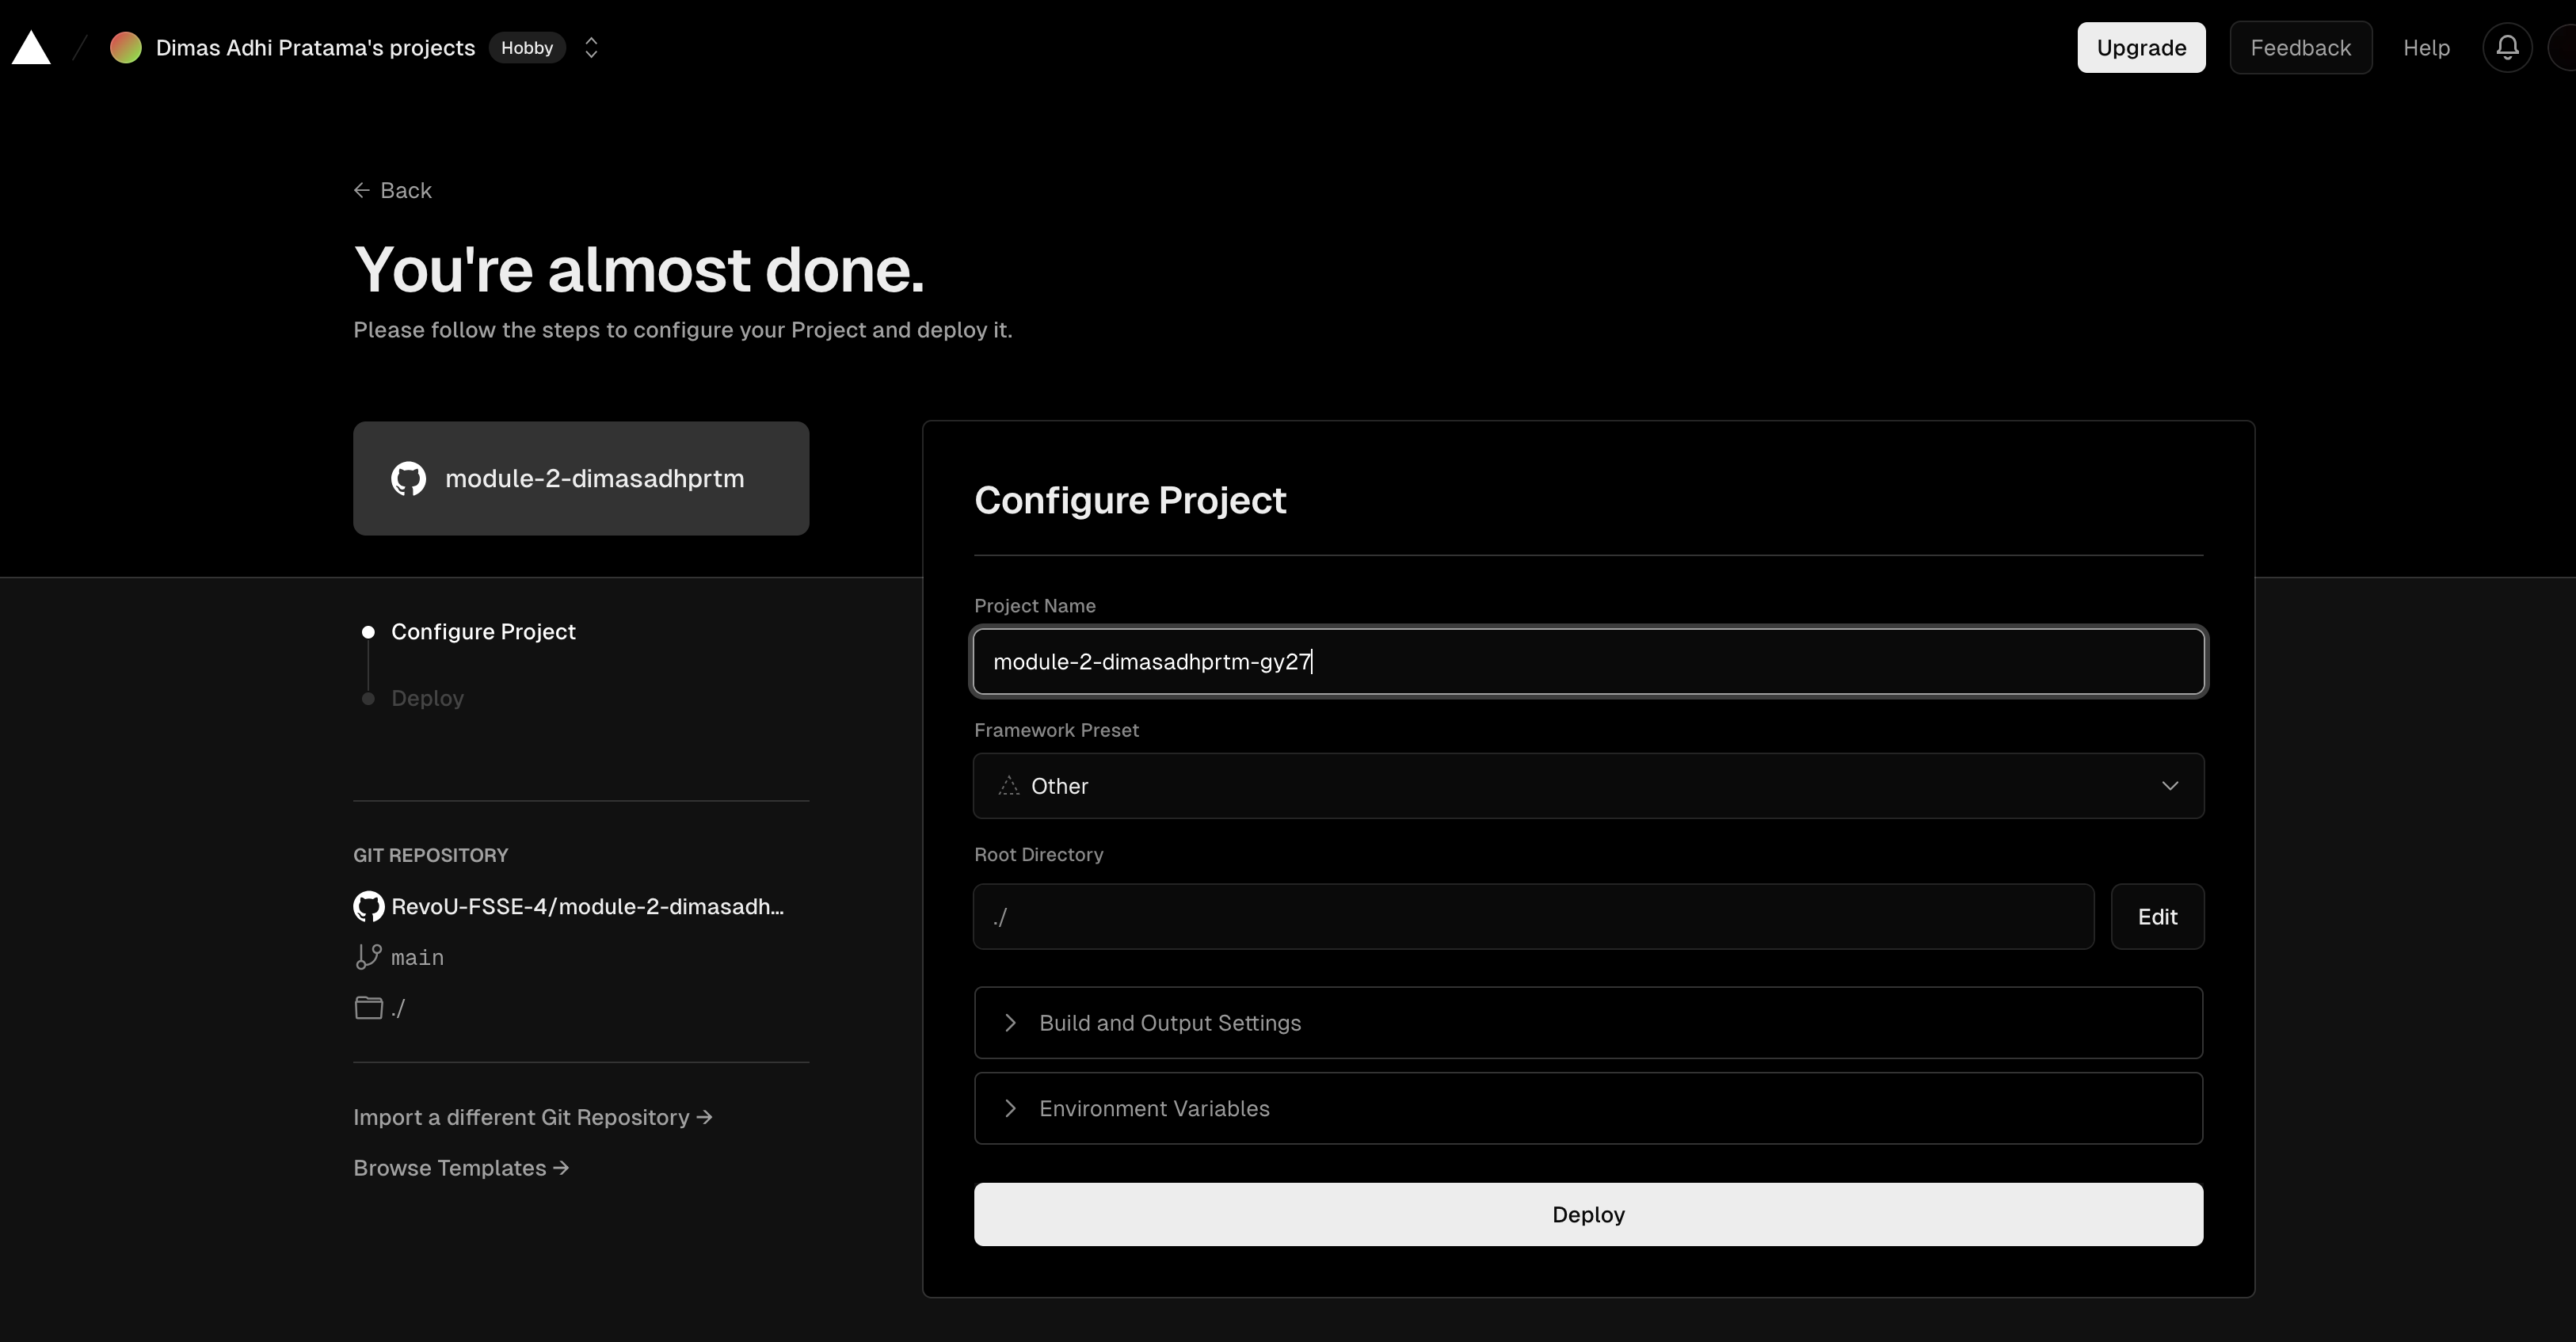 Dimas Adhi Pratama's projects Hobby
Upgrade Feedback Help
← Back
You're almost done.
Please follow the steps to configure your Project and deploy it.
module-2-dimasadhprtm
Configure Project
Deploy
GIT REPOSITORY
RevoU-FSSE-4/module-2-dimasadh...
main
./
Import a different Git Repository →
Browse Templates →
Configure Project
Project Name
module-2-dimasadhprtm-gy27
Framework Preset
Other
Root Directory
./ Edit
Build and Output Settings
Environment Variables
Deploy